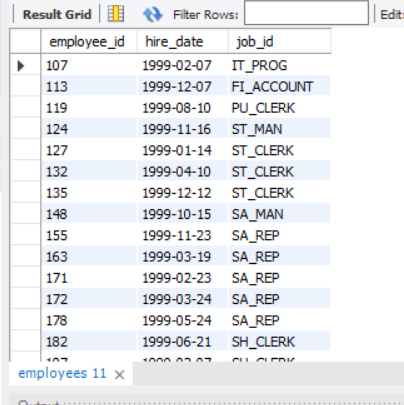 Result Grid Filter Rows: Edit:
employee_id hire_date job_id
107 1999-02-07 IT_PROG
113 1999-12-07 FI_ACCOUNT
119 1999-08-10 PU_CLERK
124 1999-11-16 ST_MAN
127 1999-01-14 ST_CLERK
132 1999-04-10 ST_CLERK
135 1999-12-12 ST_CLERK
148 1999-10-15 SA_MAN
155 1999-11-23 SA_REP
163 1999-03-19 SA_REP
171 1999-02-23 SA_REP
172 1999-03-24 SA_REP
178 1999-05-24 SA_REP
182 1999-06-21 SH_CLERK
employees 11